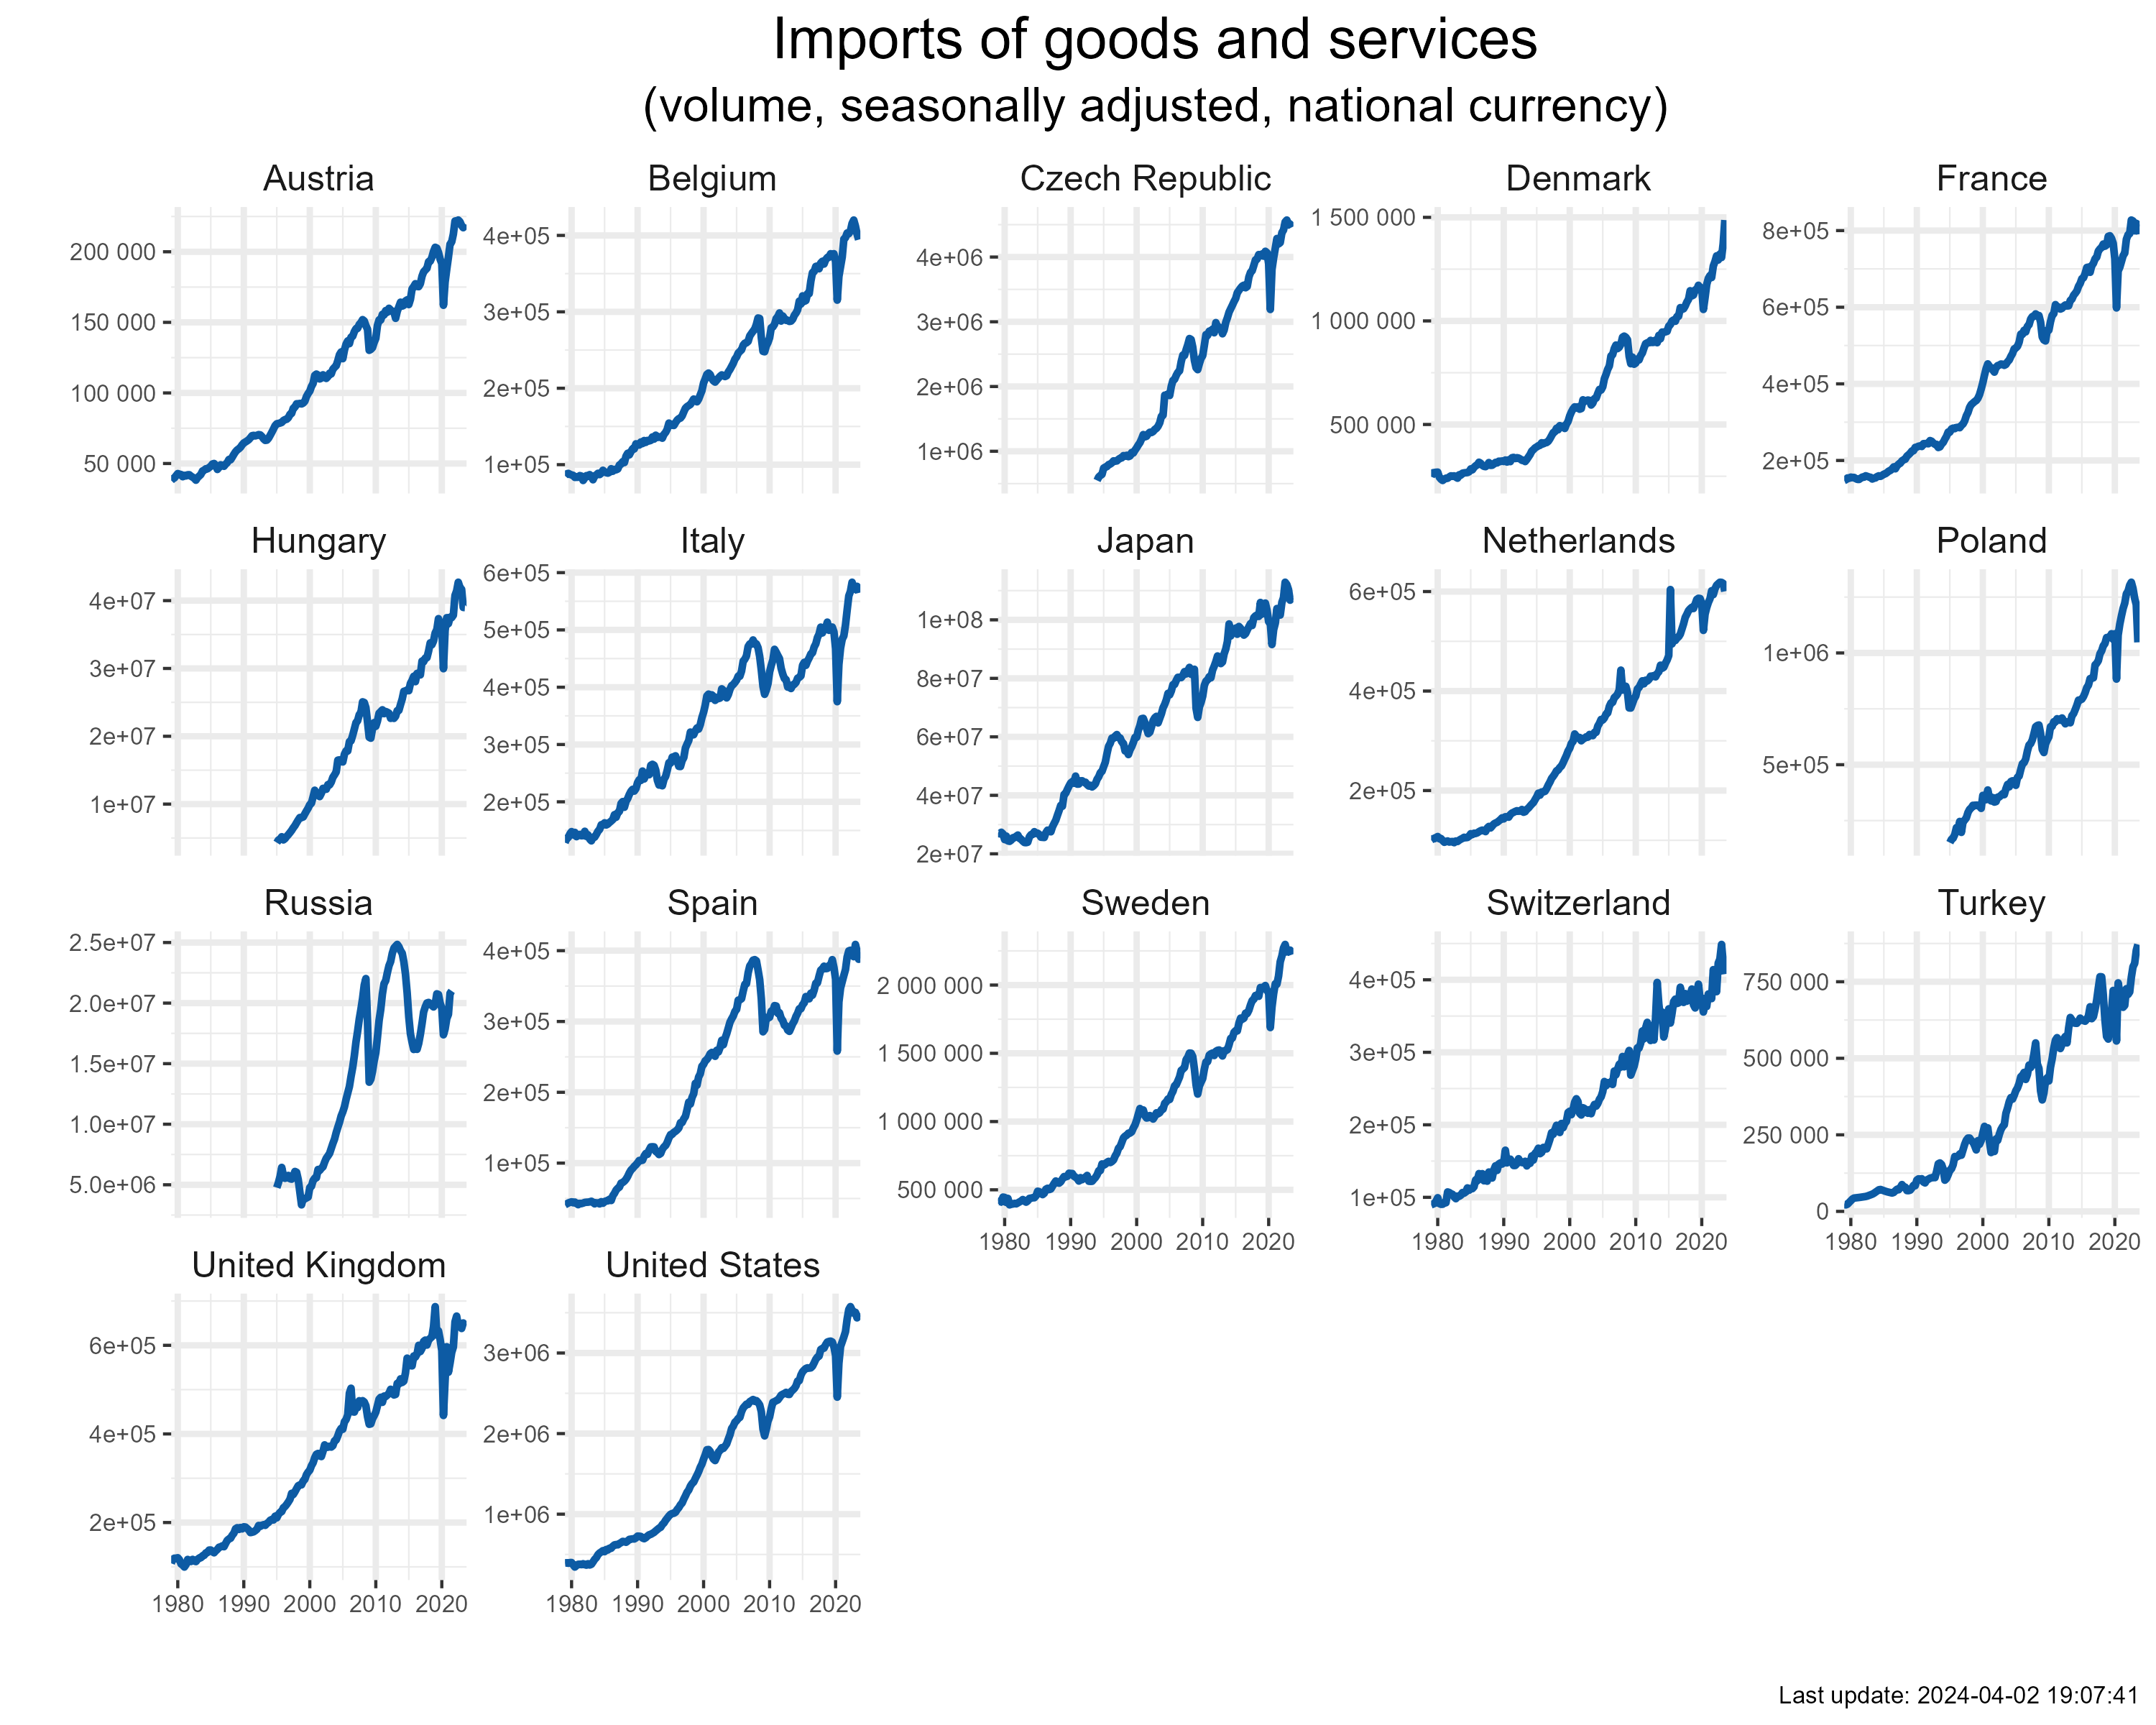 Imports of goods and services
(volume, seasonally adjusted, national currency)
Austria
Belgium
Czech Republic
Denmark
France
200 000
150 000
100 000
50 000
4e+05
3e+05
2e+05
1e+05
4e+06
3e+06
2e+06
1e+06
1 500 000
1 000 000
500 000
8e+05
6e+05
4e+05
2e+05
Hungary
Italy
Japan
Netherlands
Poland
4e+07
3e+07
2e+07
1e+07
6e+05
5e+05
4e+05
3e+05
2e+05
1e+08
8e+07
6e+07
4e+07
2e+07
6e+05
4e+05
2e+05
1e+06
5e+05
Russia
Spain
Sweden
Switzerland
Turkey
2.5e+07
2.0e+07
1.5e+07
1.0e+07
5.0e+06
4e+05
3e+05
2e+05
1e+05
2 000 000
1 500 000
1 000 000
500 000
1980 1990 2000 2010 2020
4e+05
3e+05
2e+05
1e+05
1980 1990 2000 2010 2020
750 000
500 000
250 000
0
1980 1990 2000 2010 2020
United Kingdom
United States
6e+05
4e+05
2e+05
1980 1990 2000 2010 2020
3e+06
2e+06
1e+06
1980 1990 2000 2010 2020
Last update: 2024-04-02 19:07:41